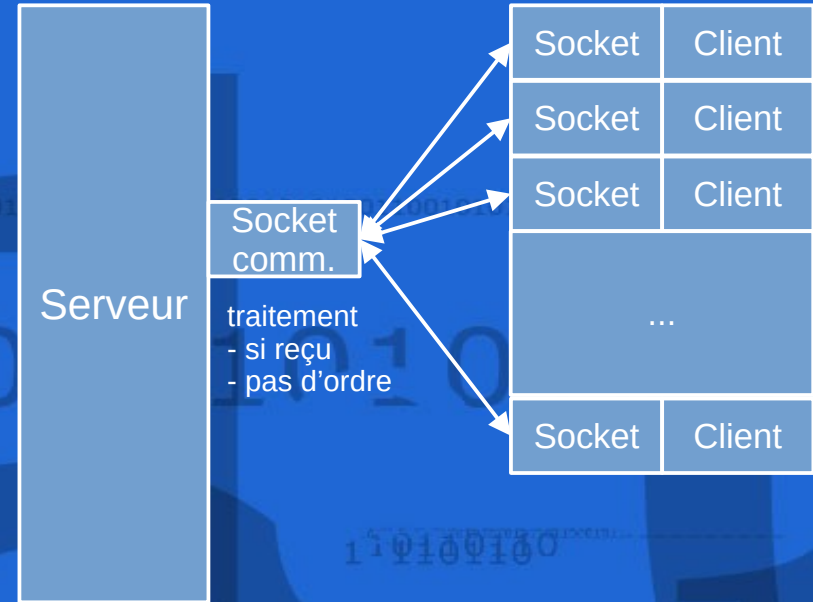 Serveur
Socket
comm.
traitement
- si reçu
- pas d'ordre
Socket Client
Socket Client
Socket Client
...
Socket Client